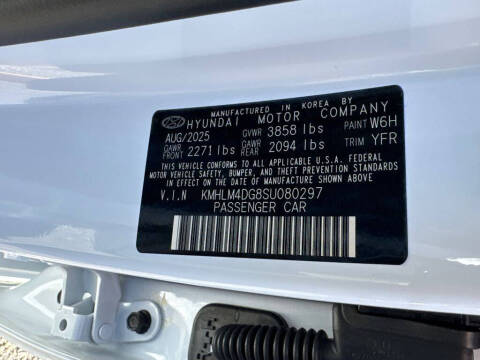 MANUFACTURED IN KOREA BY
HYUNDAI MOTOR COMPANY
AUG/2025 GVWR 3858 lbs PAINT W6H
GAWR FRONT 2271 lbs GAWR REAR 2094 lbs TRIM YFR
THIS VEHICLE CONFORMS TO ALL APPLICABLE U.S.A. FEDERAL
MOTOR VEHICLE SAFETY, BUMPER, AND THEFT PREVENTION STANDARDS
IN EFFECT ON THE DATE OF MANUFACTURE SHOWN ABOVE.
V.I.N KMHLM4DG8SU080297
PASSENGER CAR